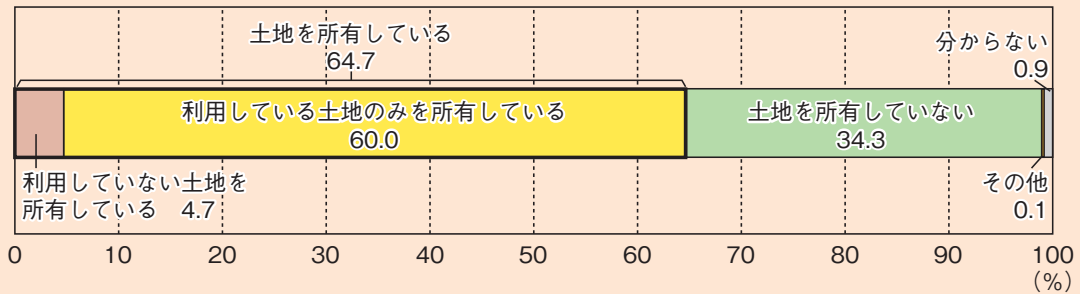 土地を所有している
64.7
分からない
0.9
利用している土地のみを所有している
60.0
土地を所有していない
34.3
利用していない土地を
所有している 4.7
その他
0.1
0 10 20 30 40 50 60 70 80 90 100
(%)